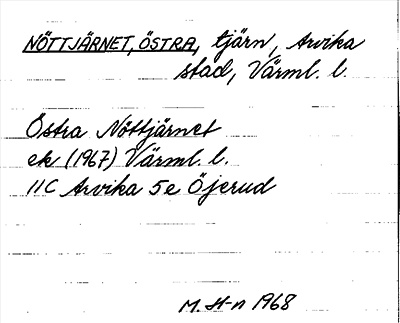 NÖTTJÄRNET, ÖSTRA, tjärn, Arvika
stad, Värml. l.
Östra Nöttjärnet
ek (1967) Värml. l.
11C Arvika 5e Öjerud
M. H-n 1968